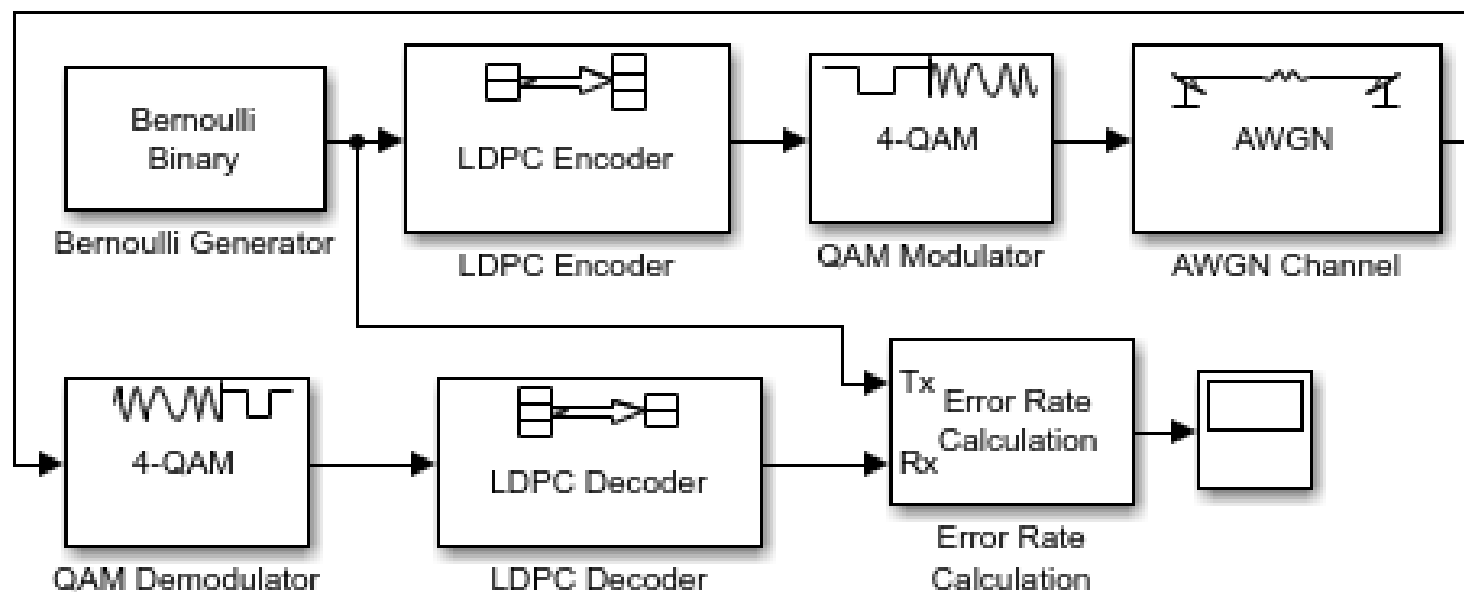 Bernoulli
Binary
Bernoulli Generator
LDPC Encoder
LDPC Encoder
4-QAM
QAM Modulator
AWGN
AWGN Channel
4-QAM
QAM Demodulator
LDPC Decoder
LDPC Decoder
Tx
Rx
Error Rate
Calculation
Error Rate
Calculation